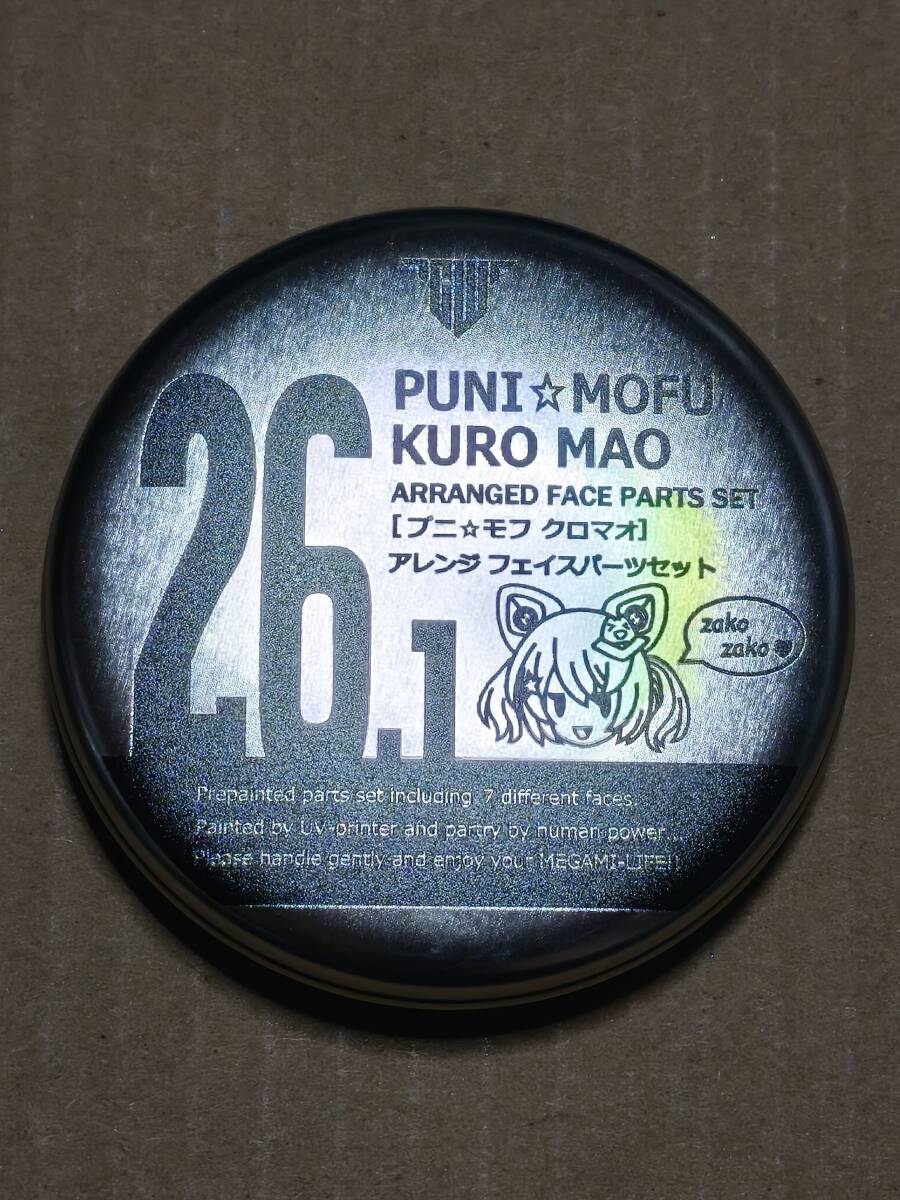 26.1
PUNI☆MOFU
KURO MAO
ARRANGED FACE PARTS SET
[プニ☆モフ クロマオ]
アレンジ フェイスパーツセット
zako
zako
Prepainted parts set including 7 different faces.
Painted by UV-printer and partry by human power...
Please handle gently and enjoy your MEGAMI-LIFE!!